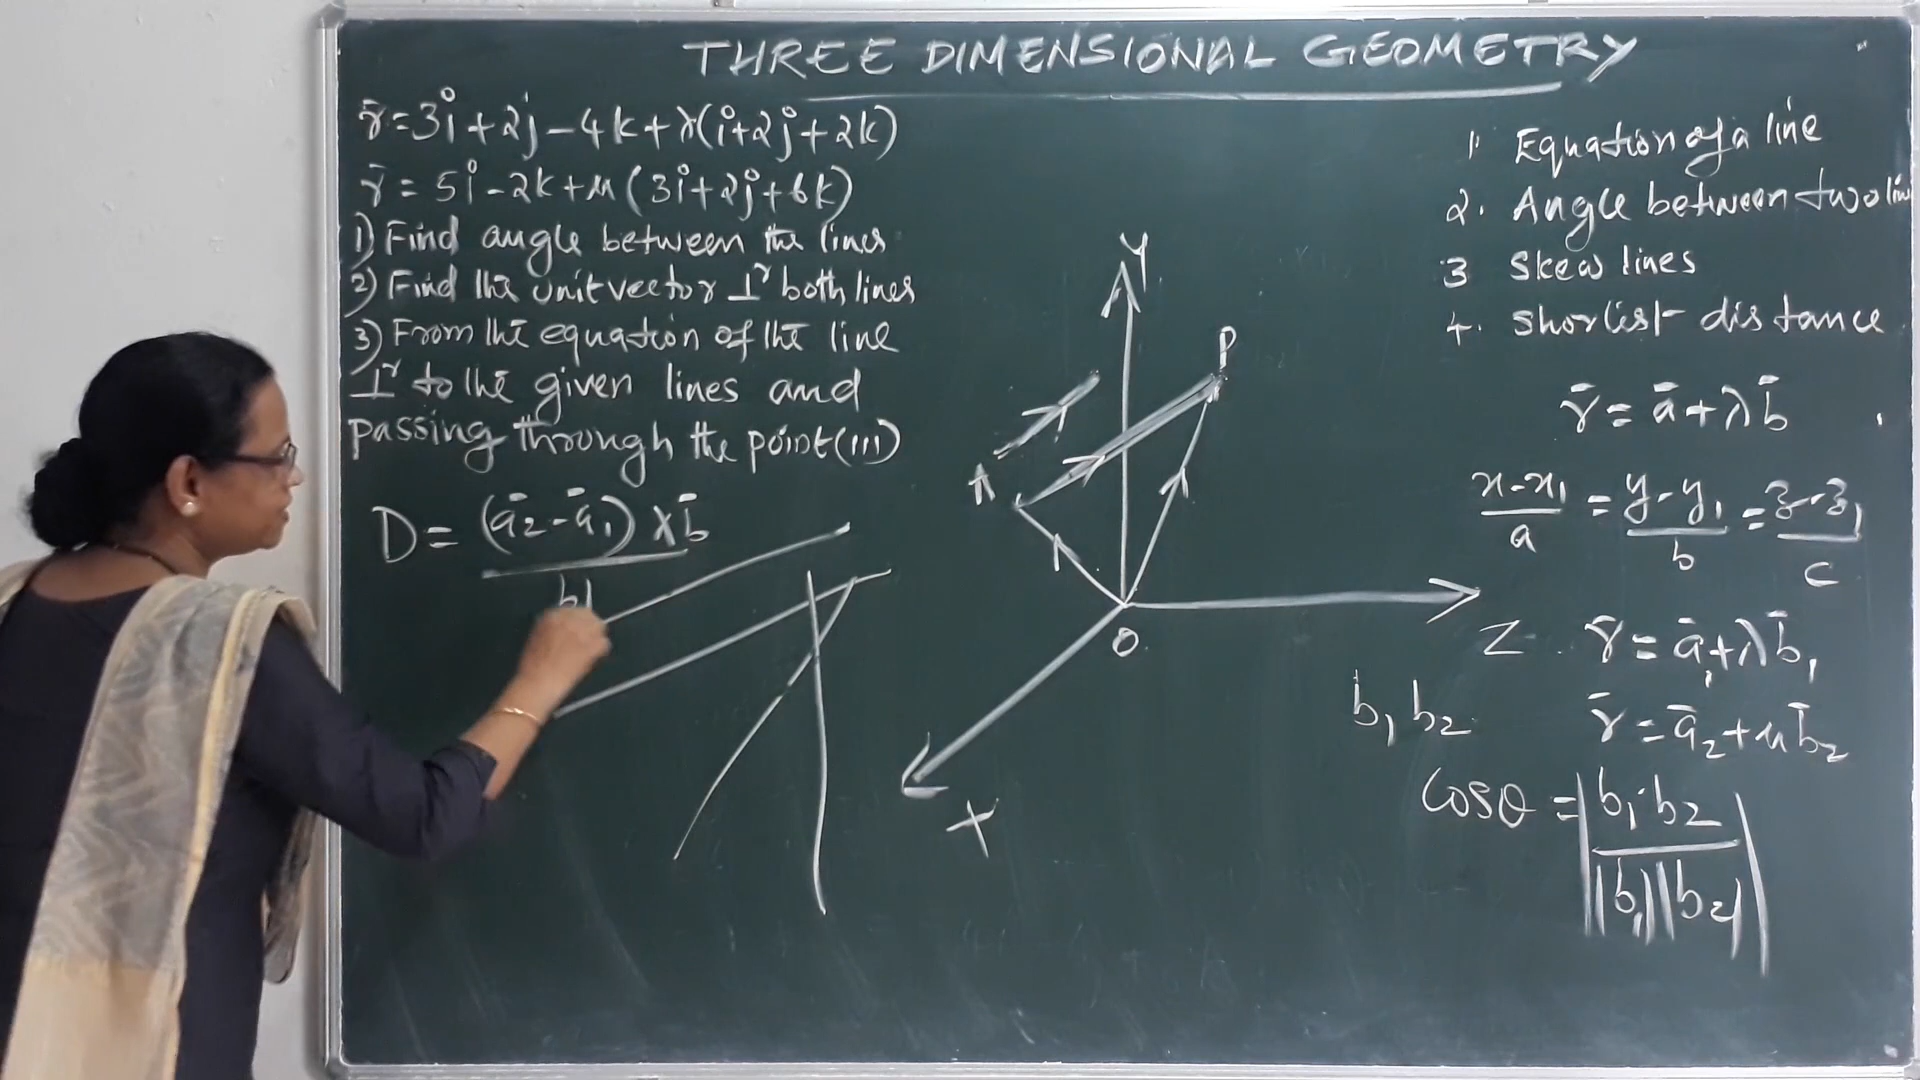 THREE DIMENSIONAL GEOMETRY
r̄ = 3i + 2j - 4k + λ(i + 2j + 2k)
r̄ = 5i - 2k + μ(3i + 2j + 6k)
1) Find angle between the lines
2) Find the unit vector ⊥r both lines
3) From the equation of the line
⊥r to the given lines and
passing through the point (111)
D = (ā₂ - ā₁) × b̄
b
Y
P
A
O
X
Z
1. Equation of a line
2. Angle between two lin
3 Skew lines
4. Shortest distance
r̄ = ā + λb̄
x - x₁ / a = y - y₁ / b = z - z₁ / c
r̄ = ā₁ + λb̄₁
b₁ b₂ r̄ = ā₂ + μb̄₂
Cosθ = | b₁·b₂ / |b₁||b₂| |